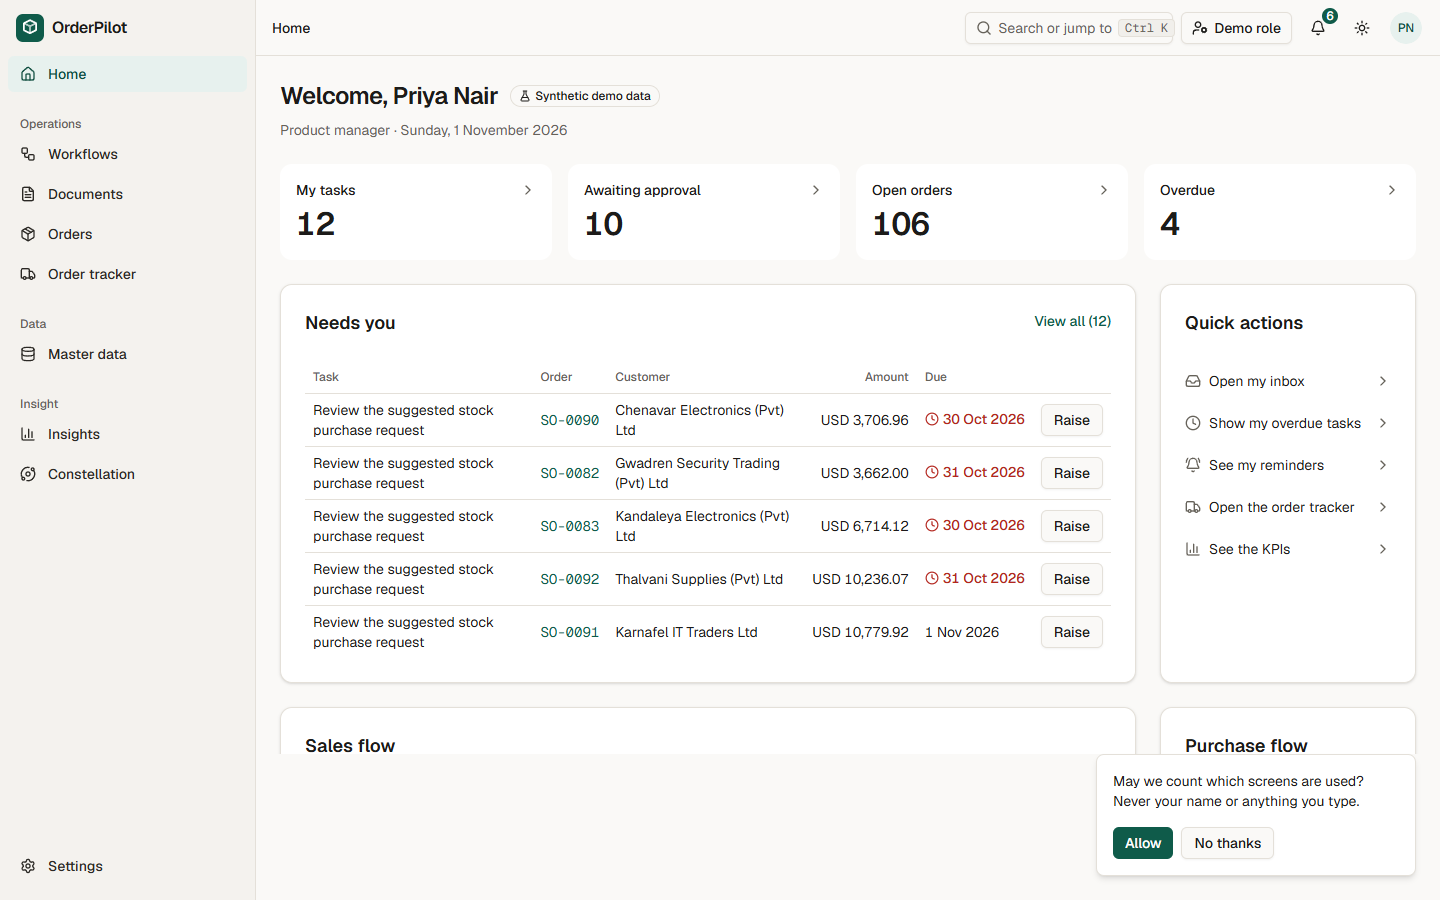 OrderPilot
Home
Operations
Workflows
Documents
Orders
Order tracker
Data
Master data
Insight
Insights
Constellation
Settings
Home
Search or jump to
Ctrl K
Demo role
6
PN
Welcome, Priya Nair
Synthetic demo data
Product manager · Sunday, 1 November 2026
My tasks
12
Awaiting approval
10
Open orders
106
Overdue
4
Needs you
View all (12)
Task Order Customer Amount Due
Review the suggested stock
purchase request
SO-0090
Chenavar Electronics (Pvt)
Ltd
USD 3,706.96
30 Oct 2026
Raise
Review the suggested stock
purchase request
SO-0082
Gwadren Security Trading
(Pvt) Ltd
USD 3,662.00
31 Oct 2026
Raise
Review the suggested stock
purchase request
SO-0083
Kandaleya Electronics (Pvt)
Ltd
USD 6,714.12
30 Oct 2026
Raise
Review the suggested stock
purchase request
SO-0092
Thalvani Supplies (Pvt) Ltd
USD 10,236.07
31 Oct 2026
Raise
Review the suggested stock
purchase request
SO-0091
Karnafel IT Traders Ltd
USD 10,779.92
1 Nov 2026
Raise
Quick actions
Open my inbox
Show my overdue tasks
See my reminders
Open the order tracker
See the KPIs
Sales flow
Purchase flow
May we count which screens are used?
Never your name or anything you type.
Allow
No thanks